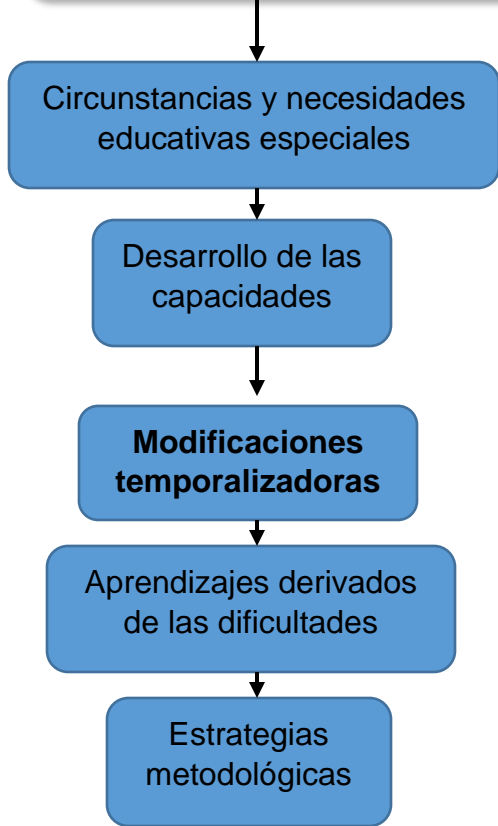 Circunstancias y necesidades
educativas especiales
Desarrollo de las
capacidades
Modificaciones
temporalizadoras
Aprendizajes derivados
de las dificultades
Estrategias
metodológicas